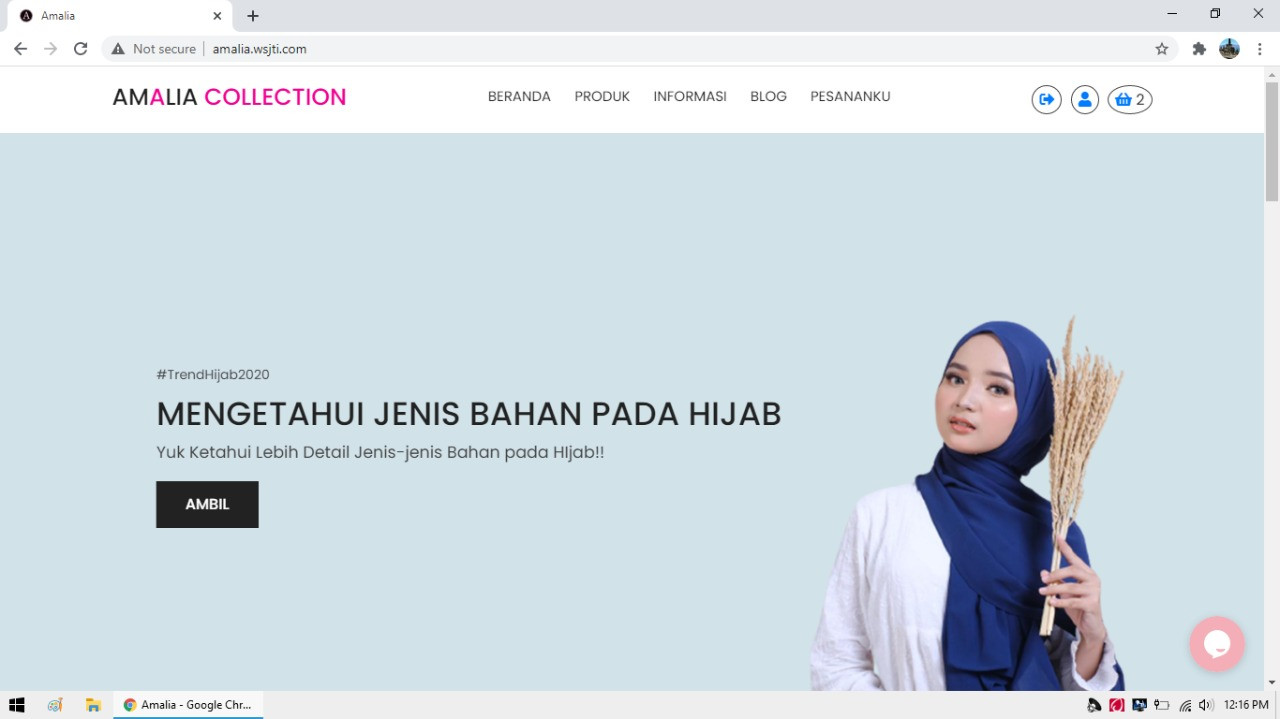 Amalia
Not secure
amalia.wsjti.com
AMALIA COLLECTION
BERANDA
PRODUK
INFORMASI
BLOG
PESANANKU
2
#TrendHijab2020
MENGETAHUI JENIS BAHAN PADA HIJAB
Yuk Ketahui Lebih Detail Jenis-jenis Bahan pada HIjab!!
AMBIL
Amalia - Google Chr...
12:16 PM